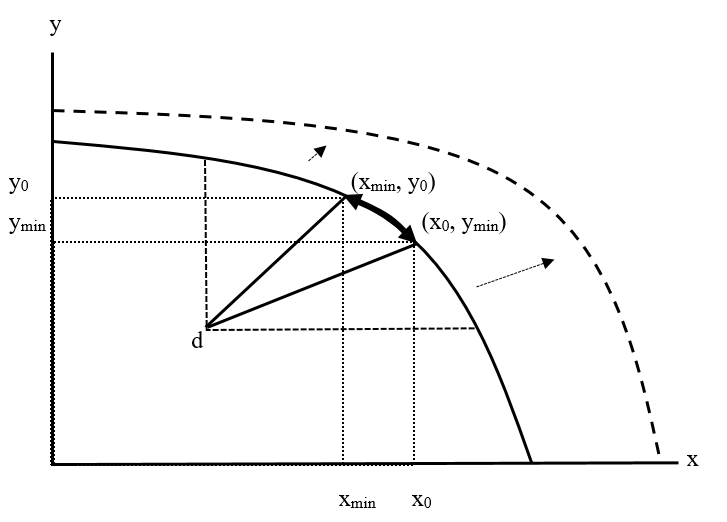 y
y₀
(xₘᵢₙ, y₀)
yₘᵢₙ
(x₀, yₘᵢₙ)
d
x
xₘᵢₙ
x₀